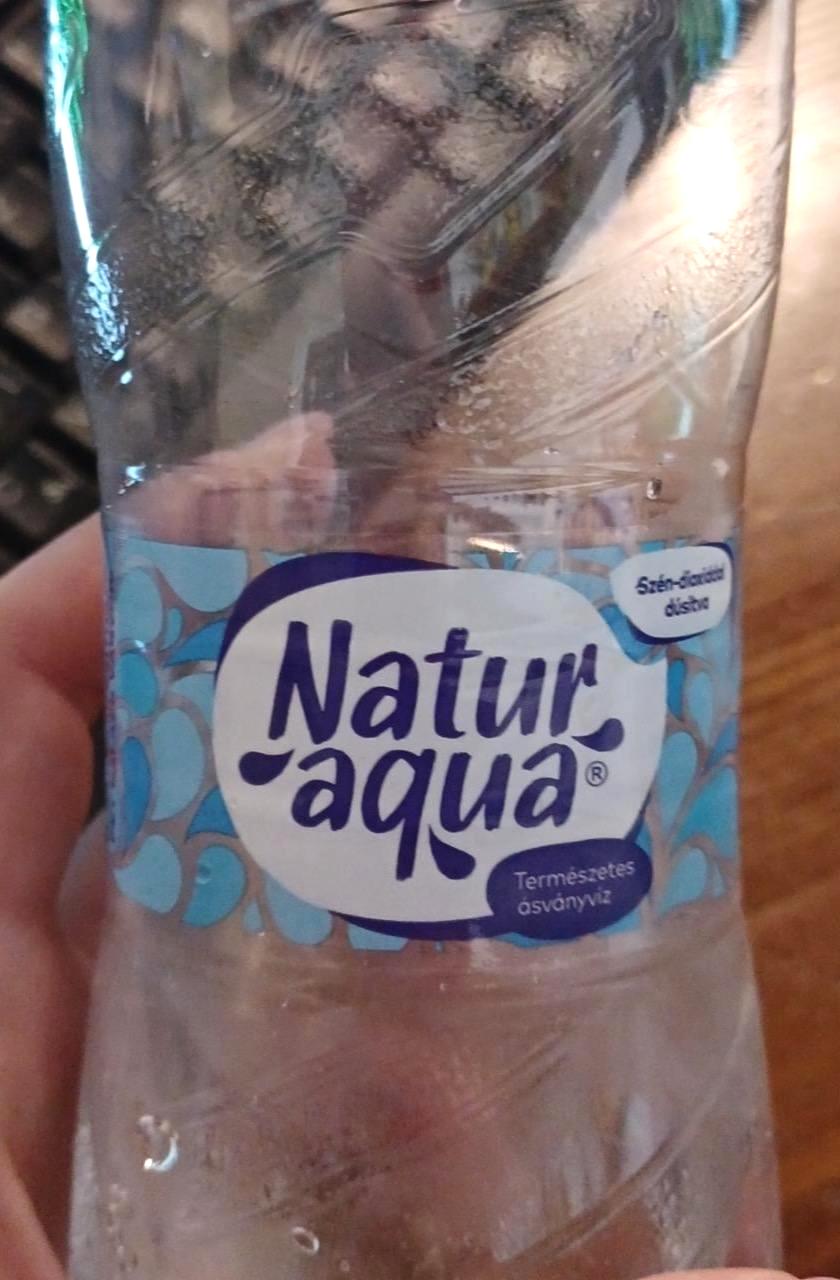 Szén-dioxiddal
dúsítva
Natur
aqua®
Természetes
ásványvíz